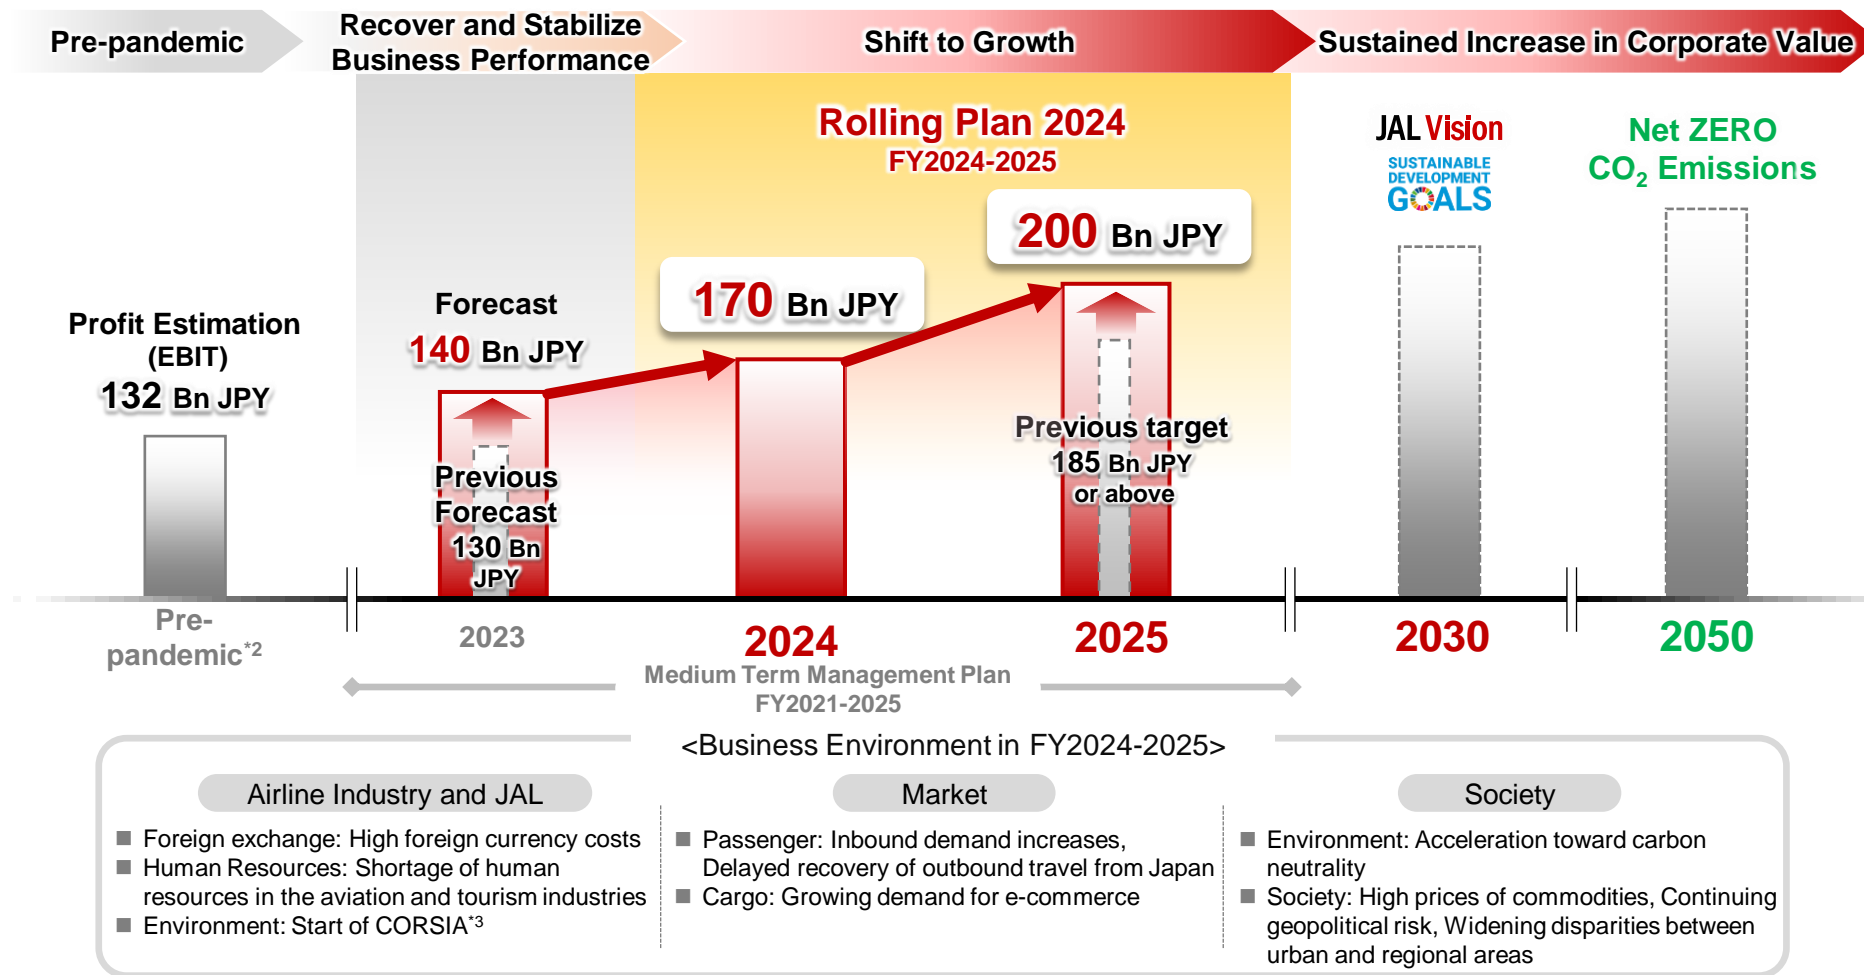 Pre-pandemic
Recover and Stabilize
Business Performance
Shift to Growth
Sustained Increase in Corporate Value
Rolling Plan 2024
FY2024-2025
JAL Vision
SUSTAINABLE
DEVELOPMENT
GOALS
Net ZERO
CO2 Emissions
200 Bn JPY
170 Bn JPY
Forecast
140 Bn JPY
Profit Estimation
(EBIT)
132 Bn JPY
Previous
Forecast
130 Bn
JPY
Previous target
185 Bn JPY
or above
Pre-
pandemic*2
2023
2024
2025
2030
2050
Medium Term Management Plan
FY2021-2025
<Business Environment in FY2024-2025>
Airline Industry and JAL
■ Foreign exchange: High foreign currency costs
■ Human Resources: Shortage of human
resources in the aviation and tourism industries
■ Environment: Start of CORSIA*3
Market
■ Passenger: Inbound demand increases,
Delayed recovery of outbound travel from Japan
■ Cargo: Growing demand for e-commerce
Society
■ Environment: Acceleration toward carbon
neutrality
■ Society: High prices of commodities, Continuing
geopolitical risk, Widening disparities between
urban and regional areas